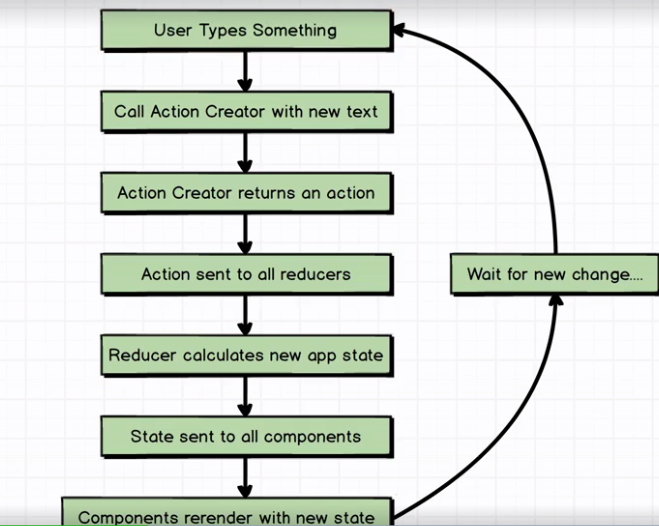 User Types Something
Call Action Creator with new text
Action Creator returns an action
Action sent to all reducers
Wait for new change....
Reducer calculates new app state
State sent to all components
Components rerender with new state